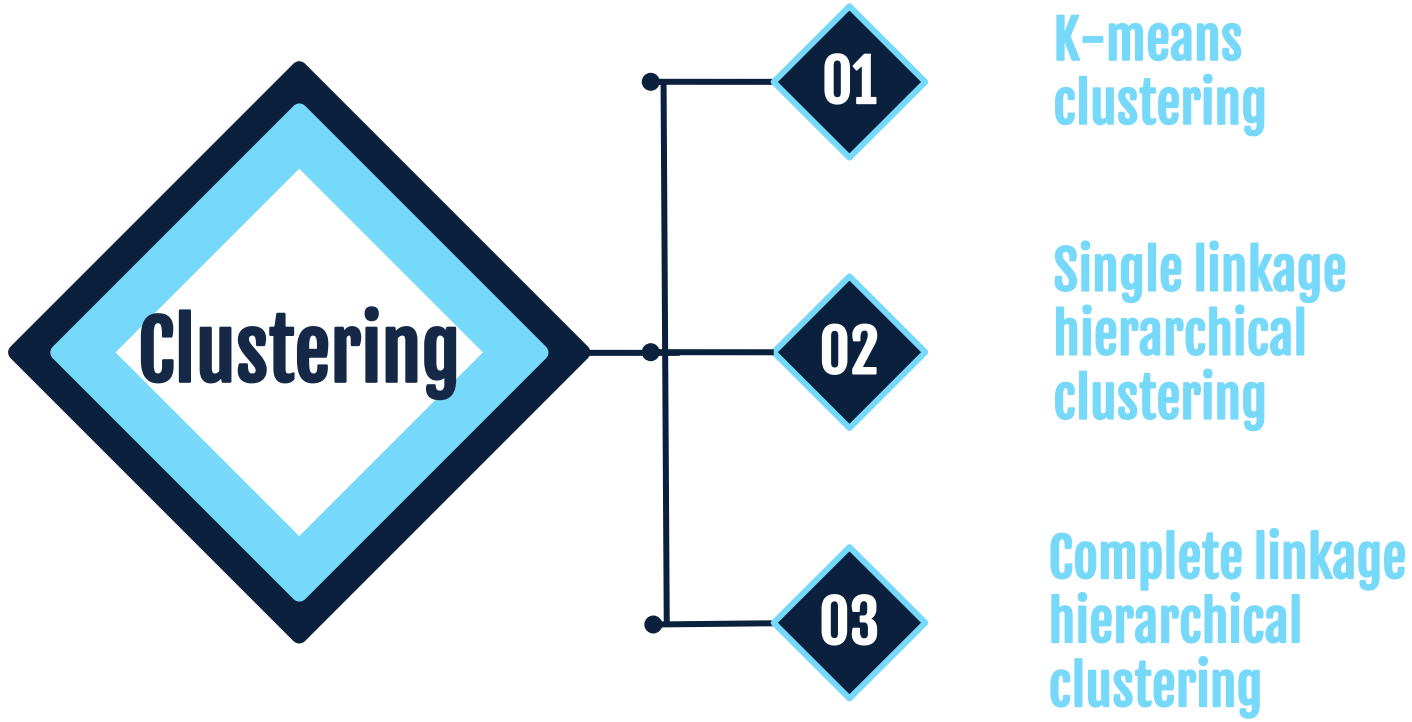 Clustering
01
K-means
clustering
02
Single linkage
hierarchical
clustering
03
Complete linkage
hierarchical
clustering